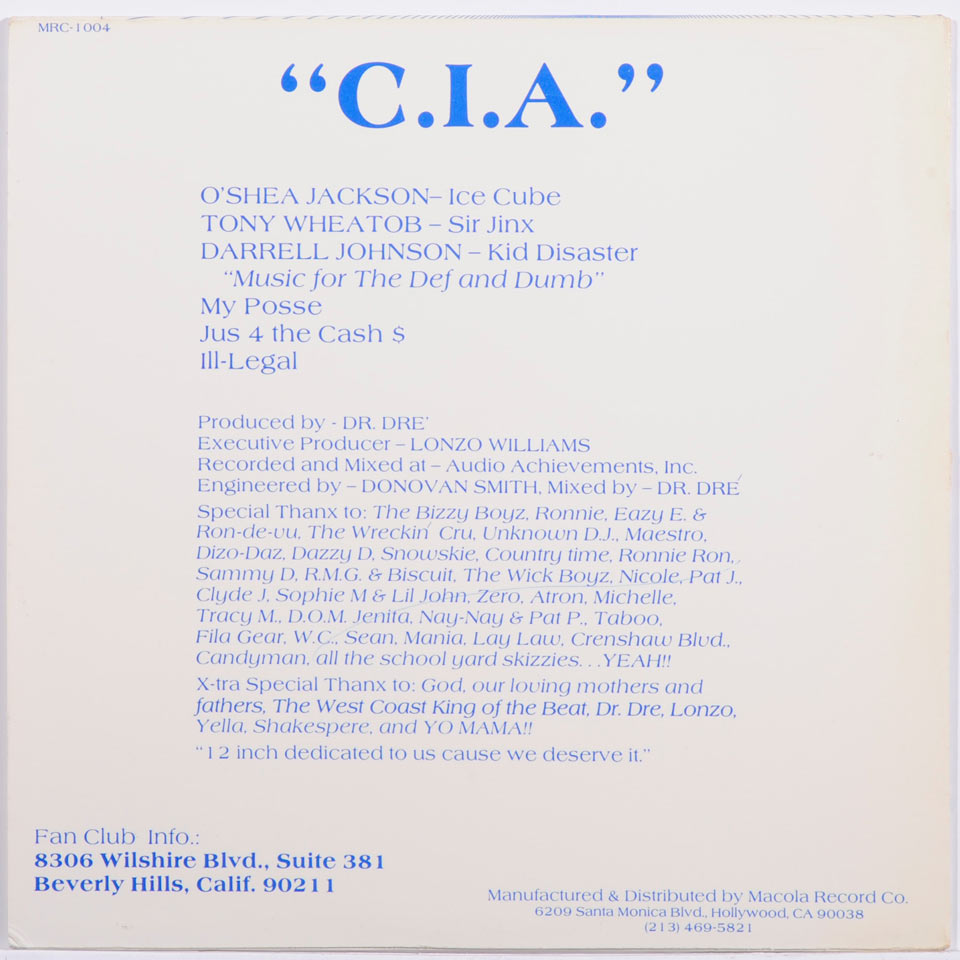 MRC-1004
“C.I.A.”
O'SHEA JACKSON– Ice Cube
TONY WHEATOB – Sir Jinx
DARRELL JOHNSON – Kid Disaster
“Music for The Def and Dumb”
My Posse
Jus 4 the Cash $
Ill-Legal
Produced by - DR. DRE'
Executive Producer – LONZO WILLIAMS
Recorded and Mixed at – Audio Achievements, Inc.
Engineered by – DONOVAN SMITH, Mixed by – DR. DRE'
Special Thanx to: The Bizzy Boyz, Ronnie, Eazy E. &
Ron-de-vu, The Wreckin' Cru, Unknown D.J., Maestro,
Dizo-Daz, Dazzy D, Snowskie, Country time, Ronnie Ron,
Sammy D, R.M.G. & Biscuit, The Wick Boyz, Nicole, Pat J.,
Clyde J, Sophie M & Lil John, Zero, Atron, Michelle,
Tracy M., D.O.M. Jenita, Nay-Nay & Pat P., Taboo,
Fila Gear, W.C., Sean, Mania, Lay Law, Crenshaw Blvd.,
Candyman, all the school yard skizzies. . .YEAH!!
X-tra Special Thanx to: God, our loving mothers and
fathers, The West Coast King of the Beat, Dr. Dre, Lonzo,
Yella, Shakespere, and YO MAMA!!
“12 inch dedicated to us cause we deserve it.”
Fan Club Info.:
8306 Wilshire Blvd., Suite 381
Beverly Hills, Calif. 90211
Manufactured & Distributed by Macola Record Co.
6209 Santa Monica Blvd., Hollywood, CA 90038
(213) 469-5821